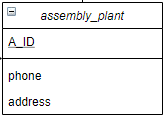 assembly_plant
A_ID
phone
address